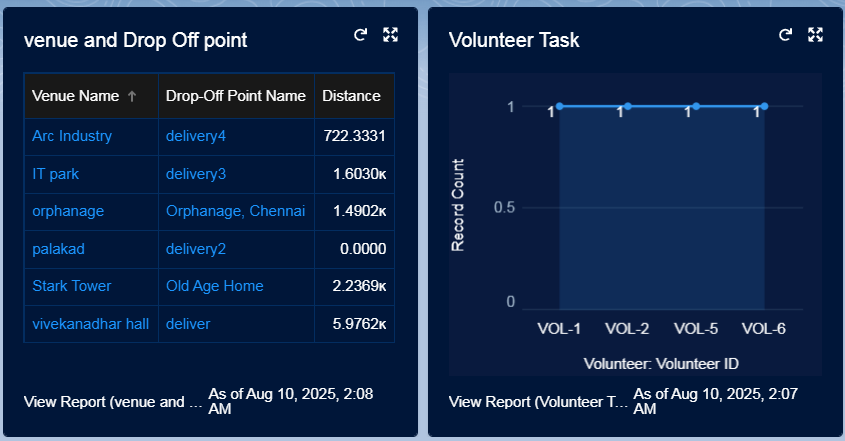 venue and Drop Off point
Venue Name ↑ Drop-Off Point Name Distance
Arc Industry delivery4 722.3331
IT park delivery3 1.6030ĸ
orphanage Orphanage, Chennai 1.4902ĸ
palakad delivery2 0.0000
Stark Tower Old Age Home 2.2369ĸ
vivekanadhar hall deliver 5.9762ĸ
View Report (venue and ... As of Aug 10, 2025, 2:08
AM
Volunteer Task
1
0.5
0
Record Count
1 1 1 1
VOL-1 VOL-2 VOL-5 VOL-6
Volunteer: Volunteer ID
View Report (Volunteer T... As of Aug 10, 2025, 2:07
AM